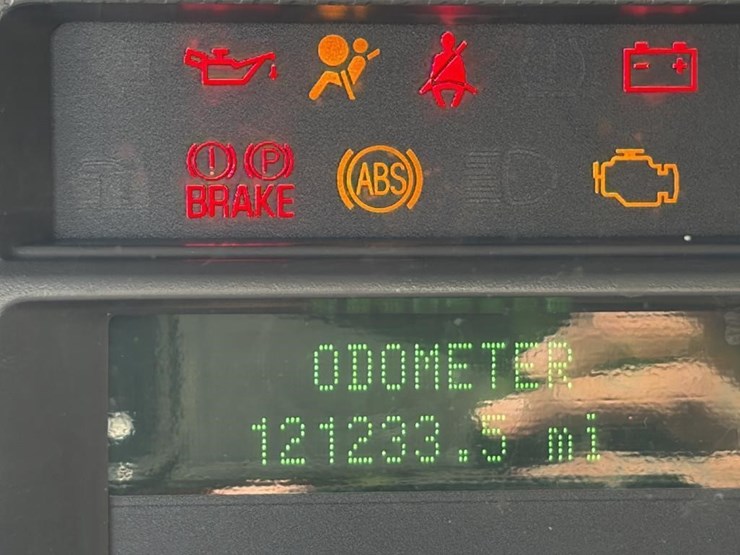 ! P
BRAKE ABS
ODOMETER
121233.5 mi